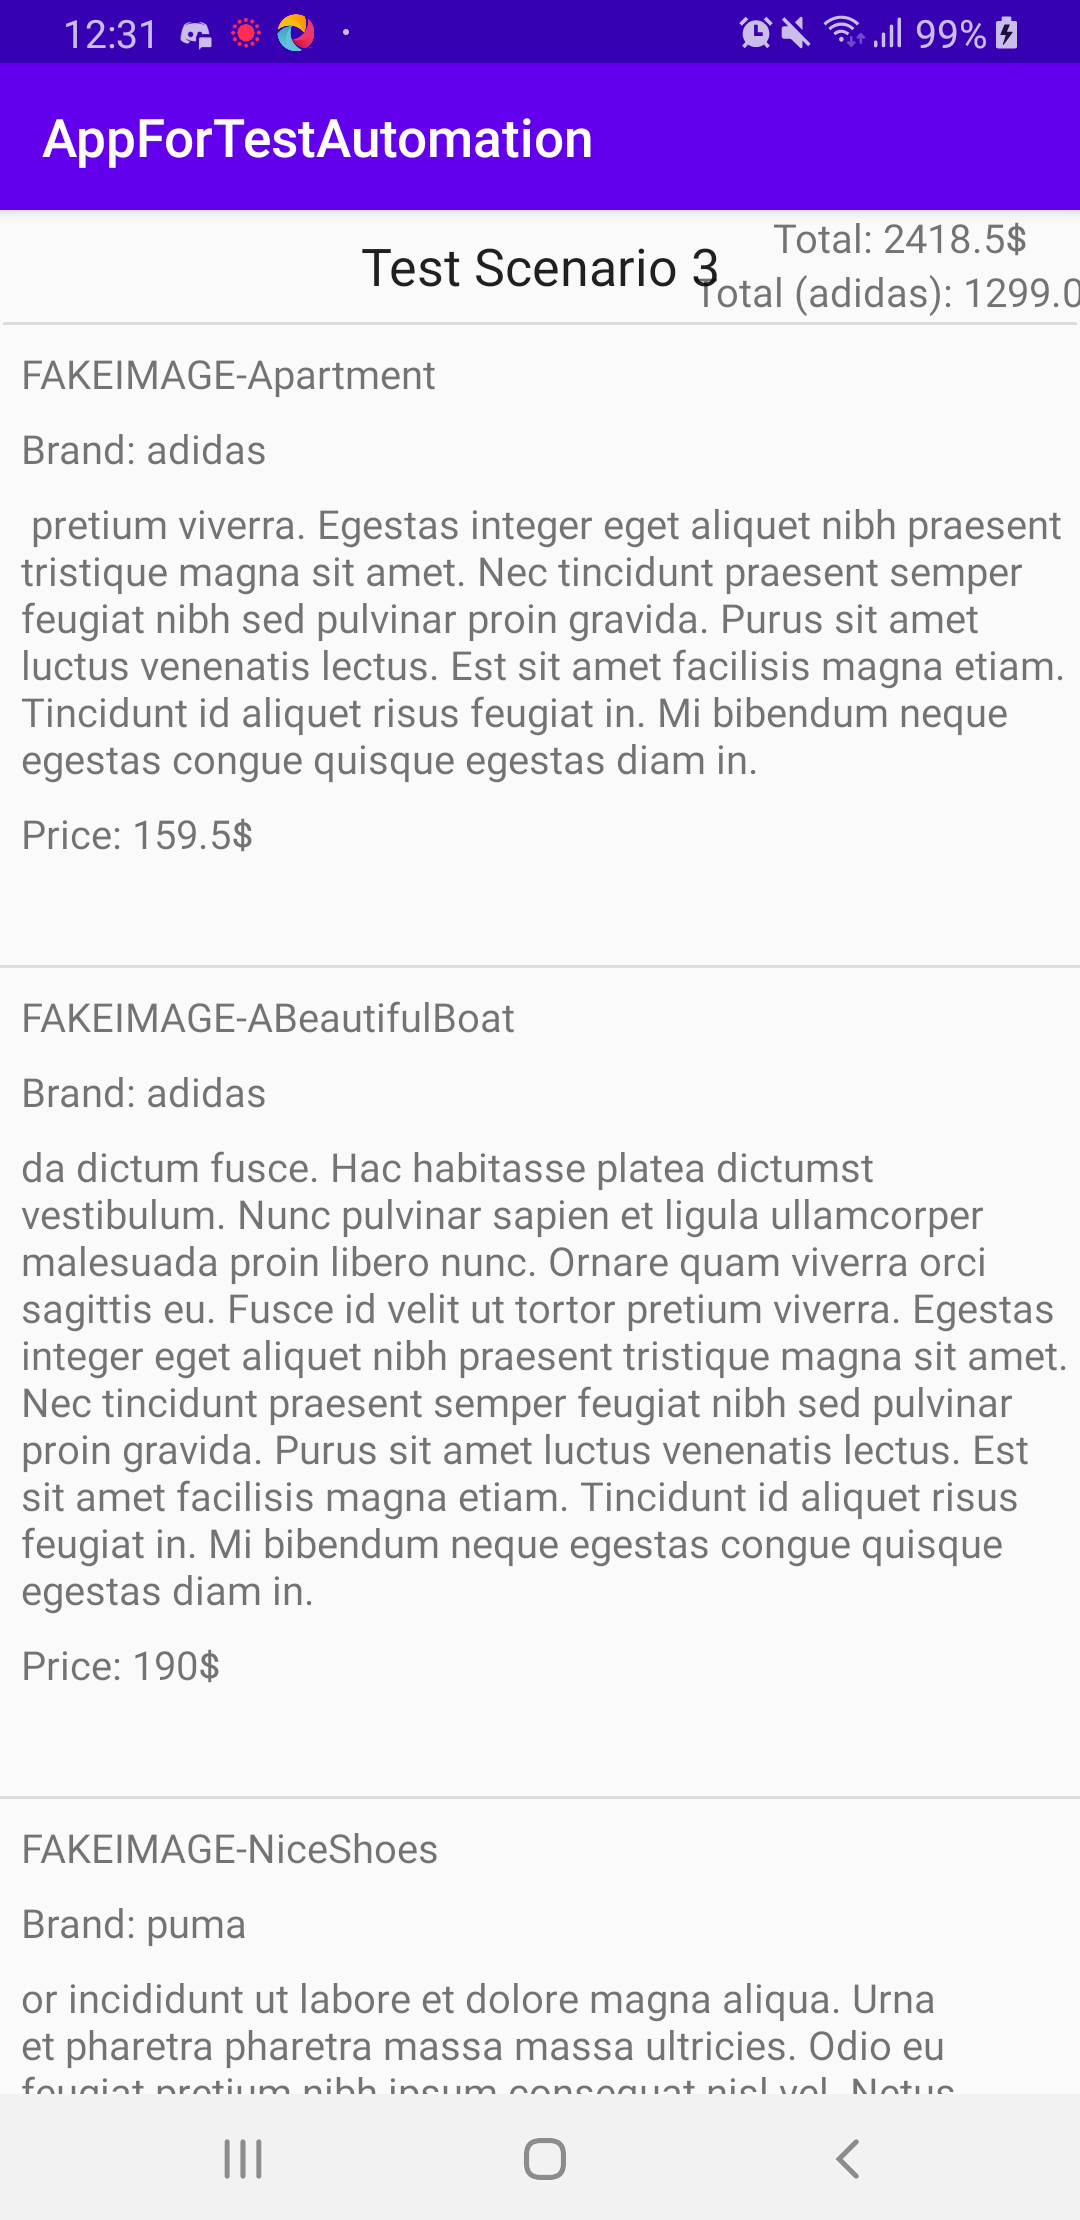 12:31
99%
AppForTestAutomation
Total: 2418.5$
Test Scenario 3
Total (adidas): 1299.0
FAKEIMAGE-Apartment
Brand: adidas
pretium viverra. Egestas integer eget aliquet nibh praesent
tristique magna sit amet. Nec tincidunt praesent semper
feugiat nibh sed pulvinar proin gravida. Purus sit amet
luctus venenatis lectus. Est sit amet facilisis magna etiam.
Tincidunt id aliquet risus feugiat in. Mi bibendum neque
egestas congue quisque egestas diam in.
Price: 159.5$
FAKEIMAGE-ABeautifulBoat
Brand: adidas
da dictum fusce. Hac habitasse platea dictumst
vestibulum. Nunc pulvinar sapien et ligula ullamcorper
malesuada proin libero nunc. Ornare quam viverra orci
sagittis eu. Fusce id velit ut tortor pretium viverra. Egestas
integer eget aliquet nibh praesent tristique magna sit amet.
Nec tincidunt praesent semper feugiat nibh sed pulvinar
proin gravida. Purus sit amet luctus venenatis lectus. Est
sit amet facilisis magna etiam. Tincidunt id aliquet risus
feugiat in. Mi bibendum neque egestas congue quisque
egestas diam in.
Price: 190$
FAKEIMAGE-NiceShoes
Brand: puma
or incididunt ut labore et dolore magna aliqua. Urna
et pharetra pharetra massa massa ultricies. Odio eu
feugiat pretium nibh ipsum consequat nisl vel. Netus